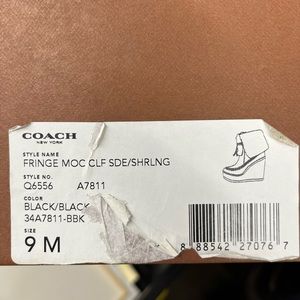 COACH
NEW YORK
STYLE NAME
FRINGE MOC CLF SDE/SHRLNG
STYLE NO.
Q6556 A7811
COLOR
BLACK/BLACK
34A7811-BBK
SIZE
9 M
8 88542 27076 7